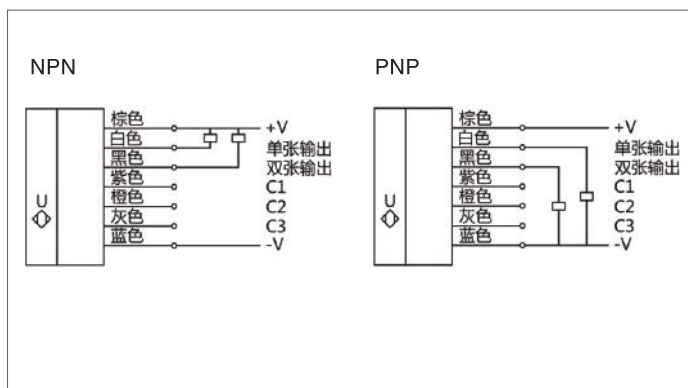 NPN
棕色 +V
白色 单张输出
黑色 双张输出
紫色 C1
橙色 C2
灰色 C3
蓝色 -V
U
PNP
棕色 +V
白色 单张输出
黑色 双张输出
紫色 C1
橙色 C2
灰色 C3
蓝色 -V
U